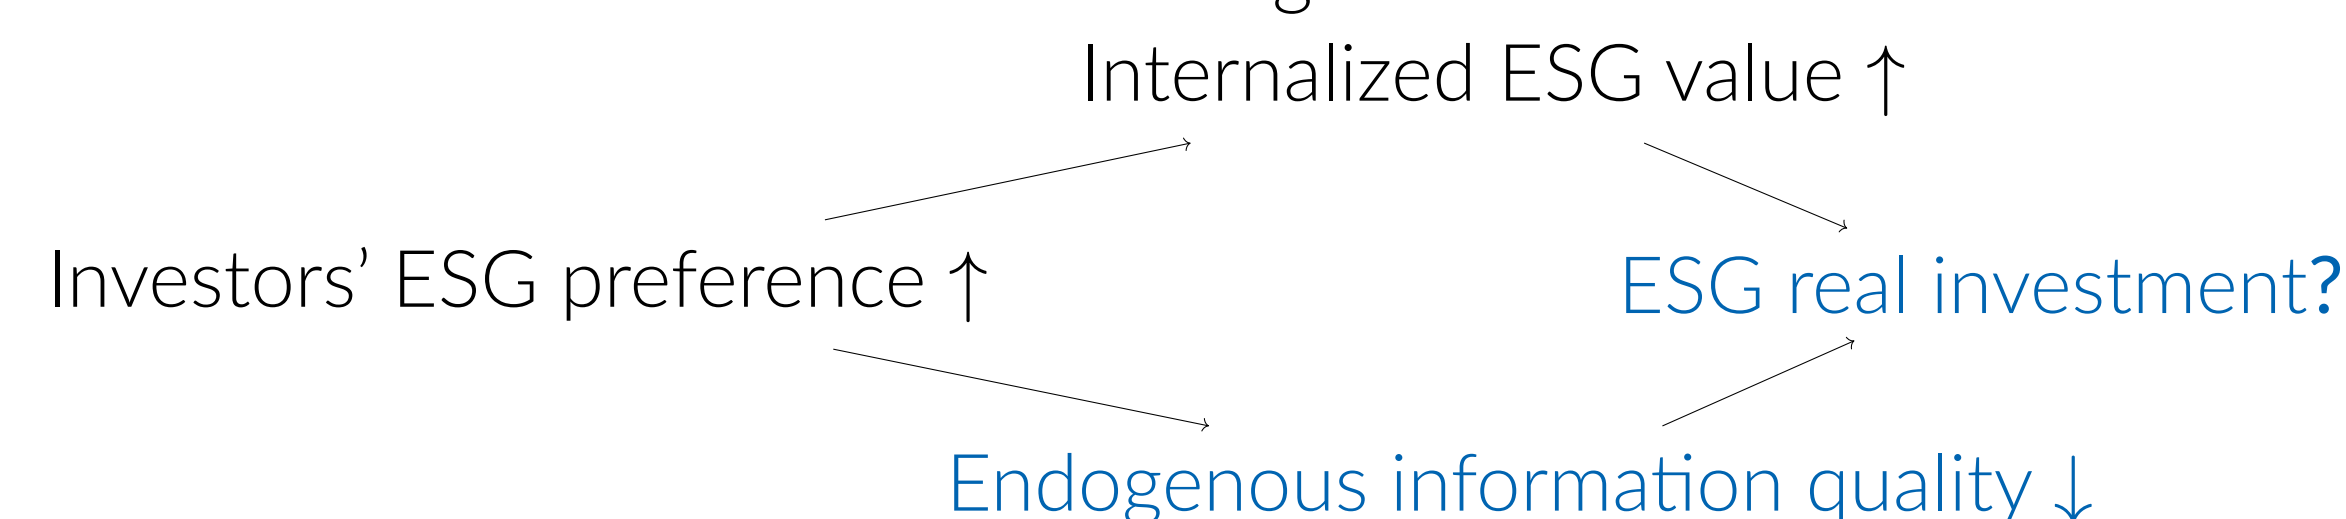 Internalized ESG value ↑
Investors’ ESG preference ↑
ESG real investment?
Endogenous information quality ↓